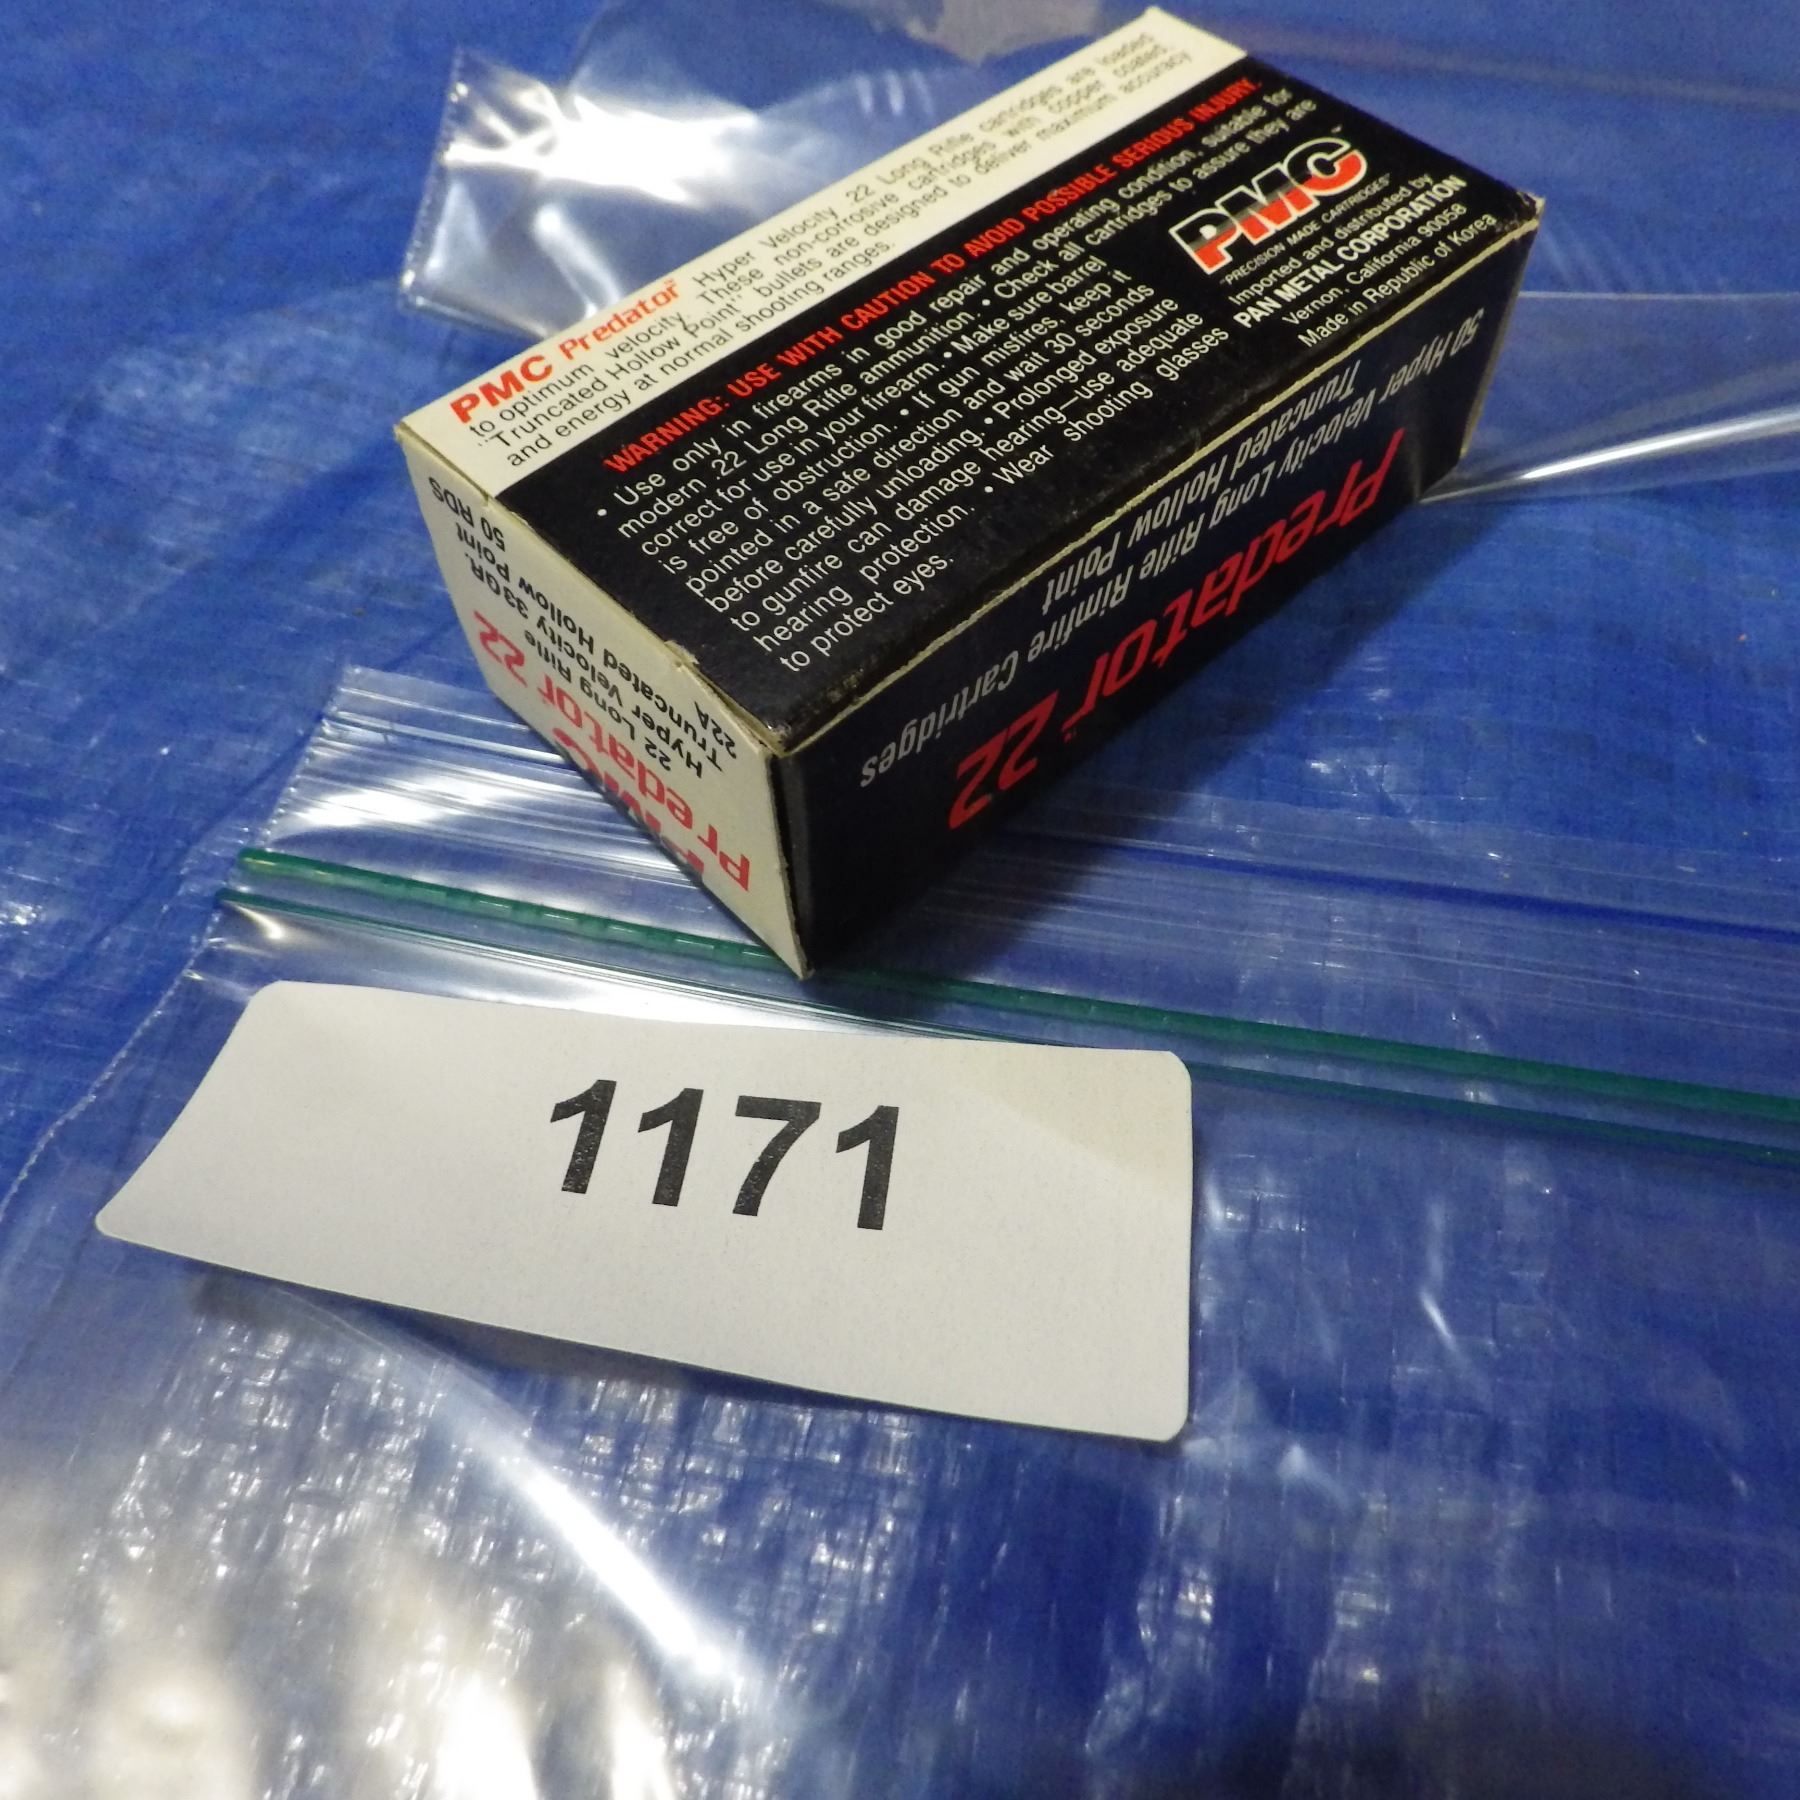 PMC Predator™ Hyper Velocity .22 Long Rifle cartridges are loaded
to optimum velocity. These non-corrosive cartridges with copper coated,
"Truncated Hollow Point" bullets are designed to deliver maximum accuracy
and energy at normal shooting ranges.
WARNING: USE WITH CAUTION TO AVOID POSSIBLE SERIOUS INJURY.
• Use only in firearms in good repair and operating condition, suitable for
modern .22 Long Rifle ammunition. • Check all cartridges to assure they are
correct for use in your firearm. • Make sure barrel
is free of obstruction. • If gun misfires, keep it
pointed in a safe direction and wait 30 seconds
before carefully unloading. • Prolonged exposure
to gunfire can damage hearing—use adequate
hearing protection. • Wear shooting glasses
to protect eyes.
PMC™
"PRECISION MADE CARTRIDGES"
Imported and distributed by
PAN METAL CORPORATION
Vernon, California 90058
Made in Republic of Korea
Predator™ 22
50 Hyper Velocity Long Rifle Rimfire Cartridges
Truncated Hollow Point
PMC
Predator 22
22 Long Rifle
Hyper Velocity 33GR.
Truncated Hollow Point
22A 50 RDS
1171